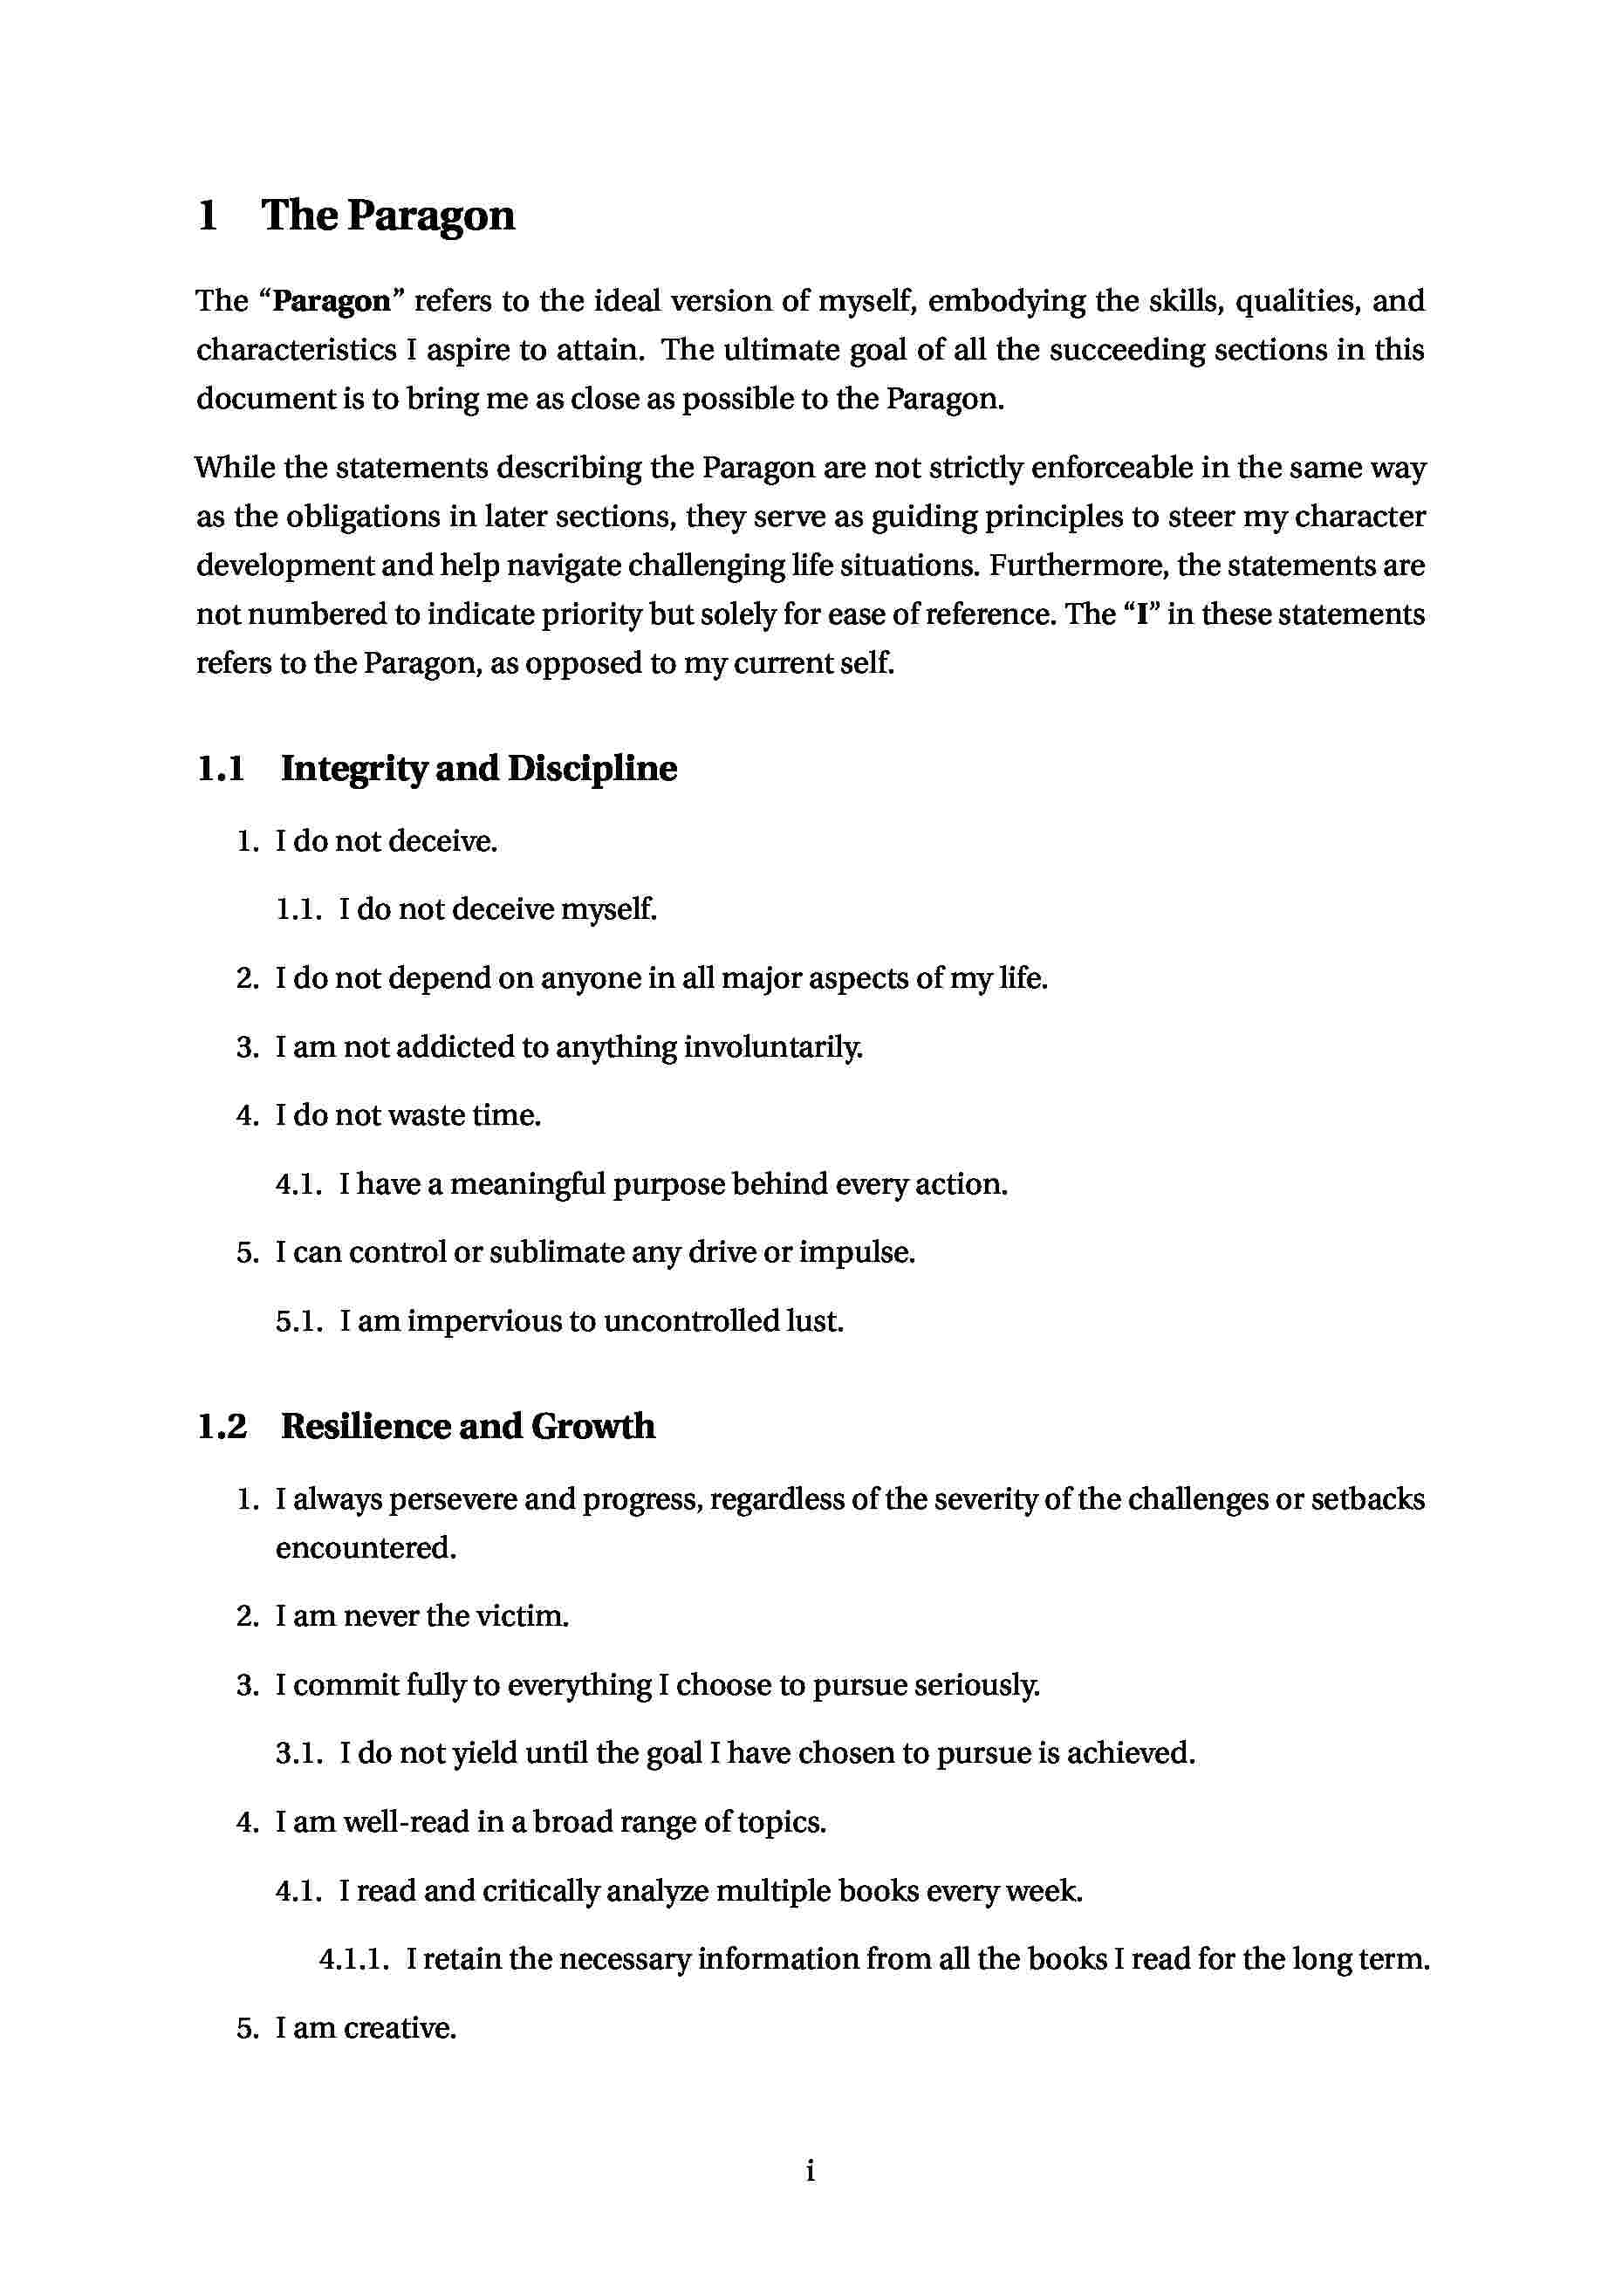 1 The Paragon
The “Paragon” refers to the ideal version of myself, embodying the skills, qualities, and
characteristics I aspire to attain. The ultimate goal of all the succeeding sections in this
document is to bring me as close as possible to the Paragon.
While the statements describing the Paragon are not strictly enforceable in the same way
as the obligations in later sections, they serve as guiding principles to steer my character
development and help navigate challenging life situations. Furthermore, the statements are
not numbered to indicate priority but solely for ease of reference. The “I” in these statements
refers to the Paragon, as opposed to my current self.
1.1 Integrity and Discipline
1. I do not deceive.
1.1. I do not deceive myself.
2. I do not depend on anyone in all major aspects of my life.
3. I am not addicted to anything involuntarily.
4. I do not waste time.
4.1. I have a meaningful purpose behind every action.
5. I can control or sublimate any drive or impulse.
5.1. I am impervious to uncontrolled lust.
1.2 Resilience and Growth
1. I always persevere and progress, regardless of the severity of the challenges or setbacks
encountered.
2. I am never the victim.
3. I commit fully to everything I choose to pursue seriously.
3.1. I do not yield until the goal I have chosen to pursue is achieved.
4. I am well-read in a broad range of topics.
4.1. I read and critically analyze multiple books every week.
4.1.1. I retain the necessary information from all the books I read for the long term.
5. I am creative.
i